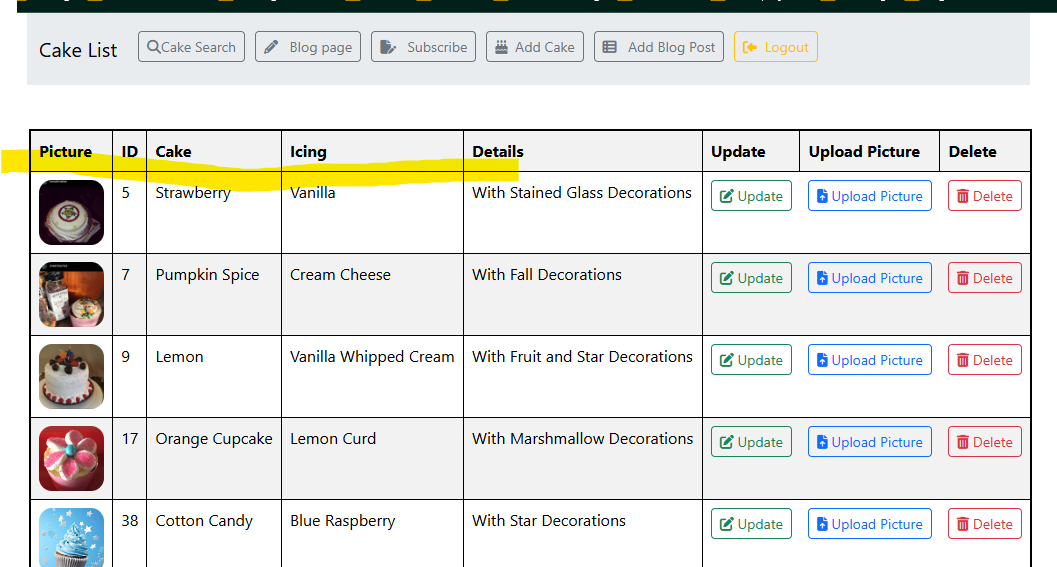 Cake List Cake Search Blog page Subscribe Add Cake Add Blog Post Logout
Picture ID Cake Icing Details Update Upload Picture Delete
5 Strawberry Vanilla With Stained Glass Decorations Update Upload Picture Delete
7 Pumpkin Spice Cream Cheese With Fall Decorations Update Upload Picture Delete
9 Lemon Vanilla Whipped Cream With Fruit and Star Decorations Update Upload Picture Delete
17 Orange Cupcake Lemon Curd With Marshmallow Decorations Update Upload Picture Delete
38 Cotton Candy Blue Raspberry With Star Decorations Update Upload Picture Delete